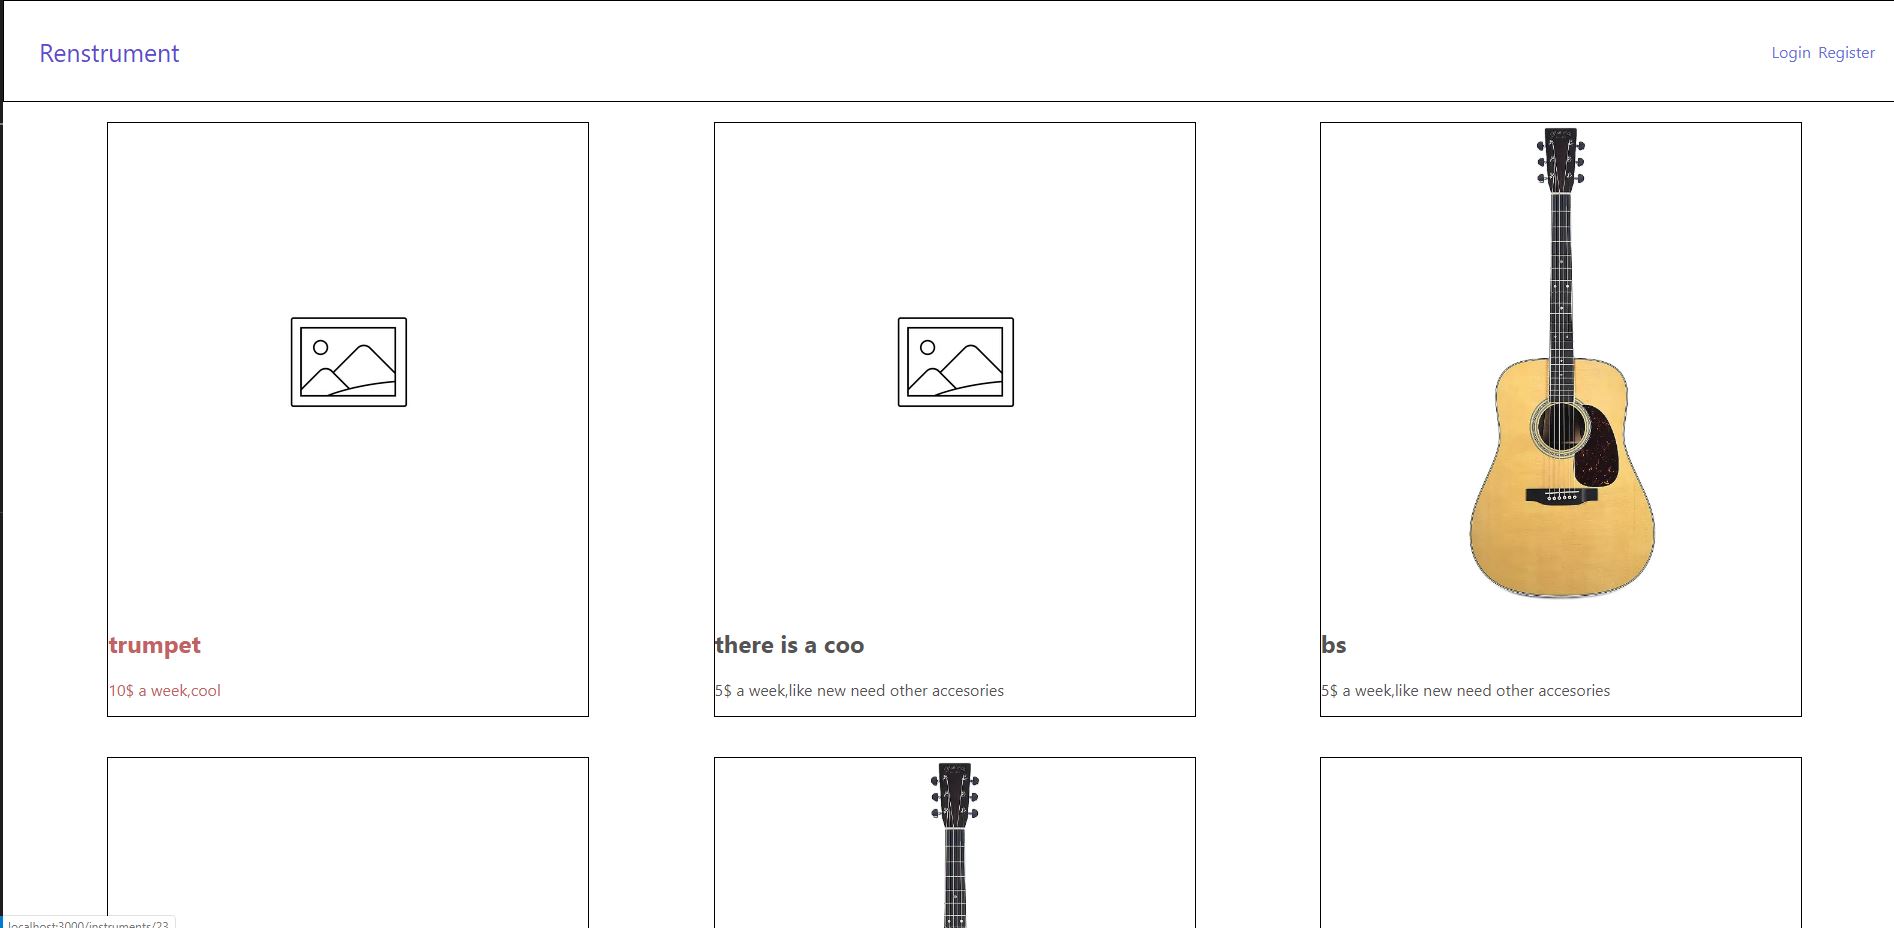 Renstrument
Login Register
trumpet
10$ a week,cool
there is a coo
5$ a week,like new need other accesories
bs
5$ a week,like new need other accesories
localhost:3000/instruments/23